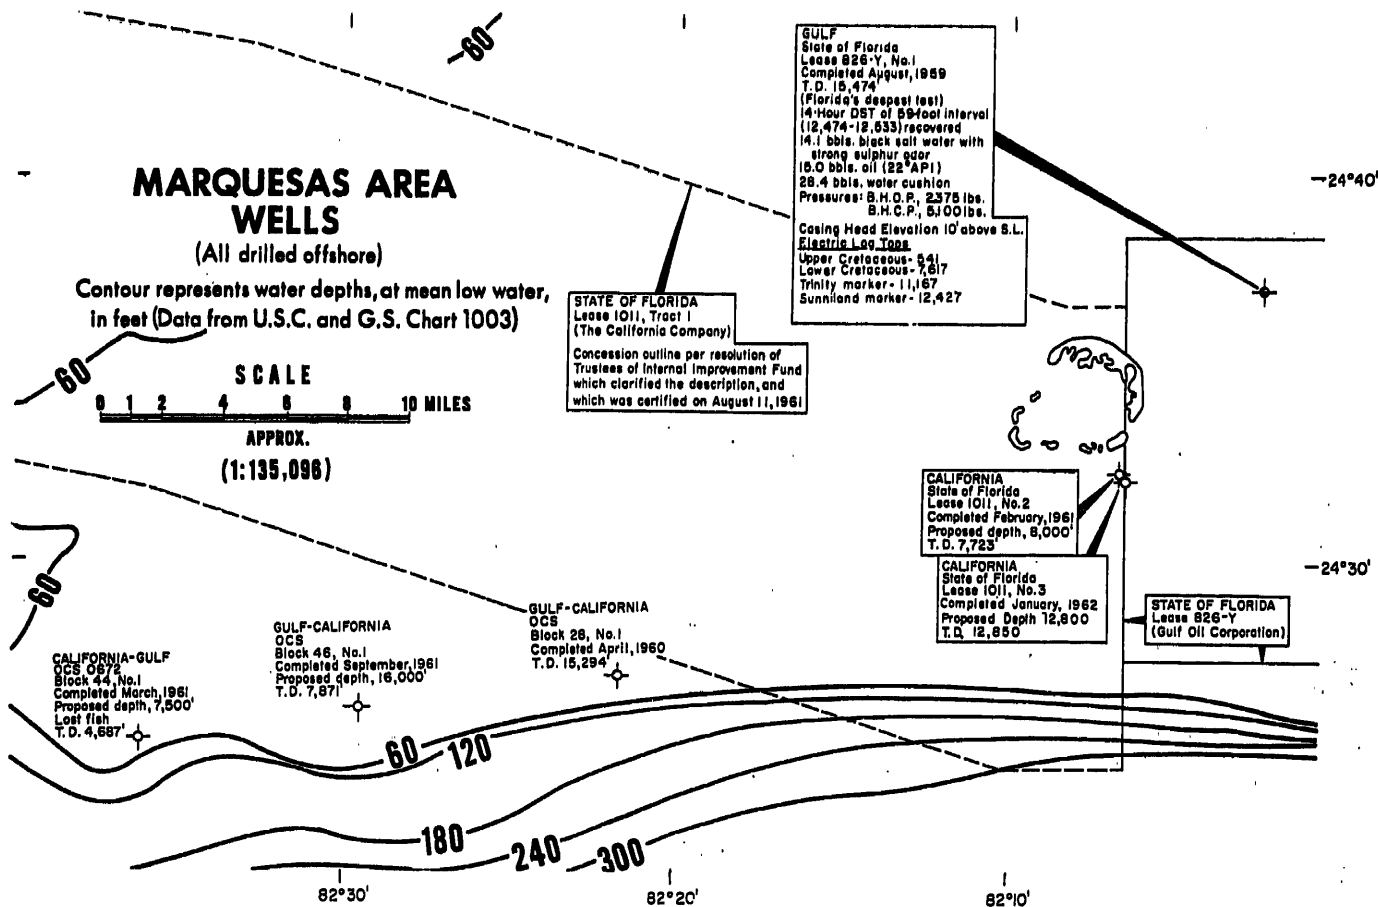 60
GULF
State of Florida
Lease 826-Y, No.1
Completed August, 1959
T.D. 15,474'
(Florida's deepest test)
14-Hour DST of 59-foot interval
(12,474-12,533) recovered
14.1 bbls. black salt water with
strong sulphur odor
15.0 bbls. oil (22° API)
28.4 bbls. water cushion
Pressures: B.H.O.P., 2375 lbs.
B.H.C.P., 5,100 lbs.
Casing Head Elevation 10' above S.L.
Electric Log Tops
Upper Cretaceous - 541
Lower Cretaceous - 7,617
Trinity marker - 11,167
Sunniland marker - 12,427
24°40'
MARQUESAS AREA
WELLS
(All drilled offshore)
Contour represents water depths, at mean low water,
in feet (Data from U.S.C. and G.S. Chart 1003)
60
SCALE
0 1 2 4 6 8 10 MILES
APPROX.
(1:135,096)
STATE OF FLORIDA
Lease 1011, Tract 1
(The California Company)
Concession outline per resolution of
Trustees of Internal Improvement Fund
which clarified the description, and
which was certified on August 11, 1961
CALIFORNIA
State of Florida
Lease 1011, No.2
Completed February, 1961
Proposed depth, 8,000'
T.D. 7,723'
CALIFORNIA
State of Florida
Lease 1011, No.3
Completed January, 1962
Proposed Depth 12,800
T.D. 12,850
24°30'
STATE OF FLORIDA
Lease 826-Y
(Gulf Oil Corporation)
60
CALIFORNIA-GULF
OCS 0672
Block 44, No.1
Completed March, 1961
Proposed depth, 7,500'
Lost fish
T.D. 4,687'
GULF-CALIFORNIA
OCS
Block 46, No.1
Completed September, 1961
Proposed depth, 16,000'
T.D. 7,871'
GULF-CALIFORNIA
OCS
Block 28, No.1
Completed April, 1960
T.D. 15,294'
60
120
180
240
300
82°30'
82°20'
82°10'